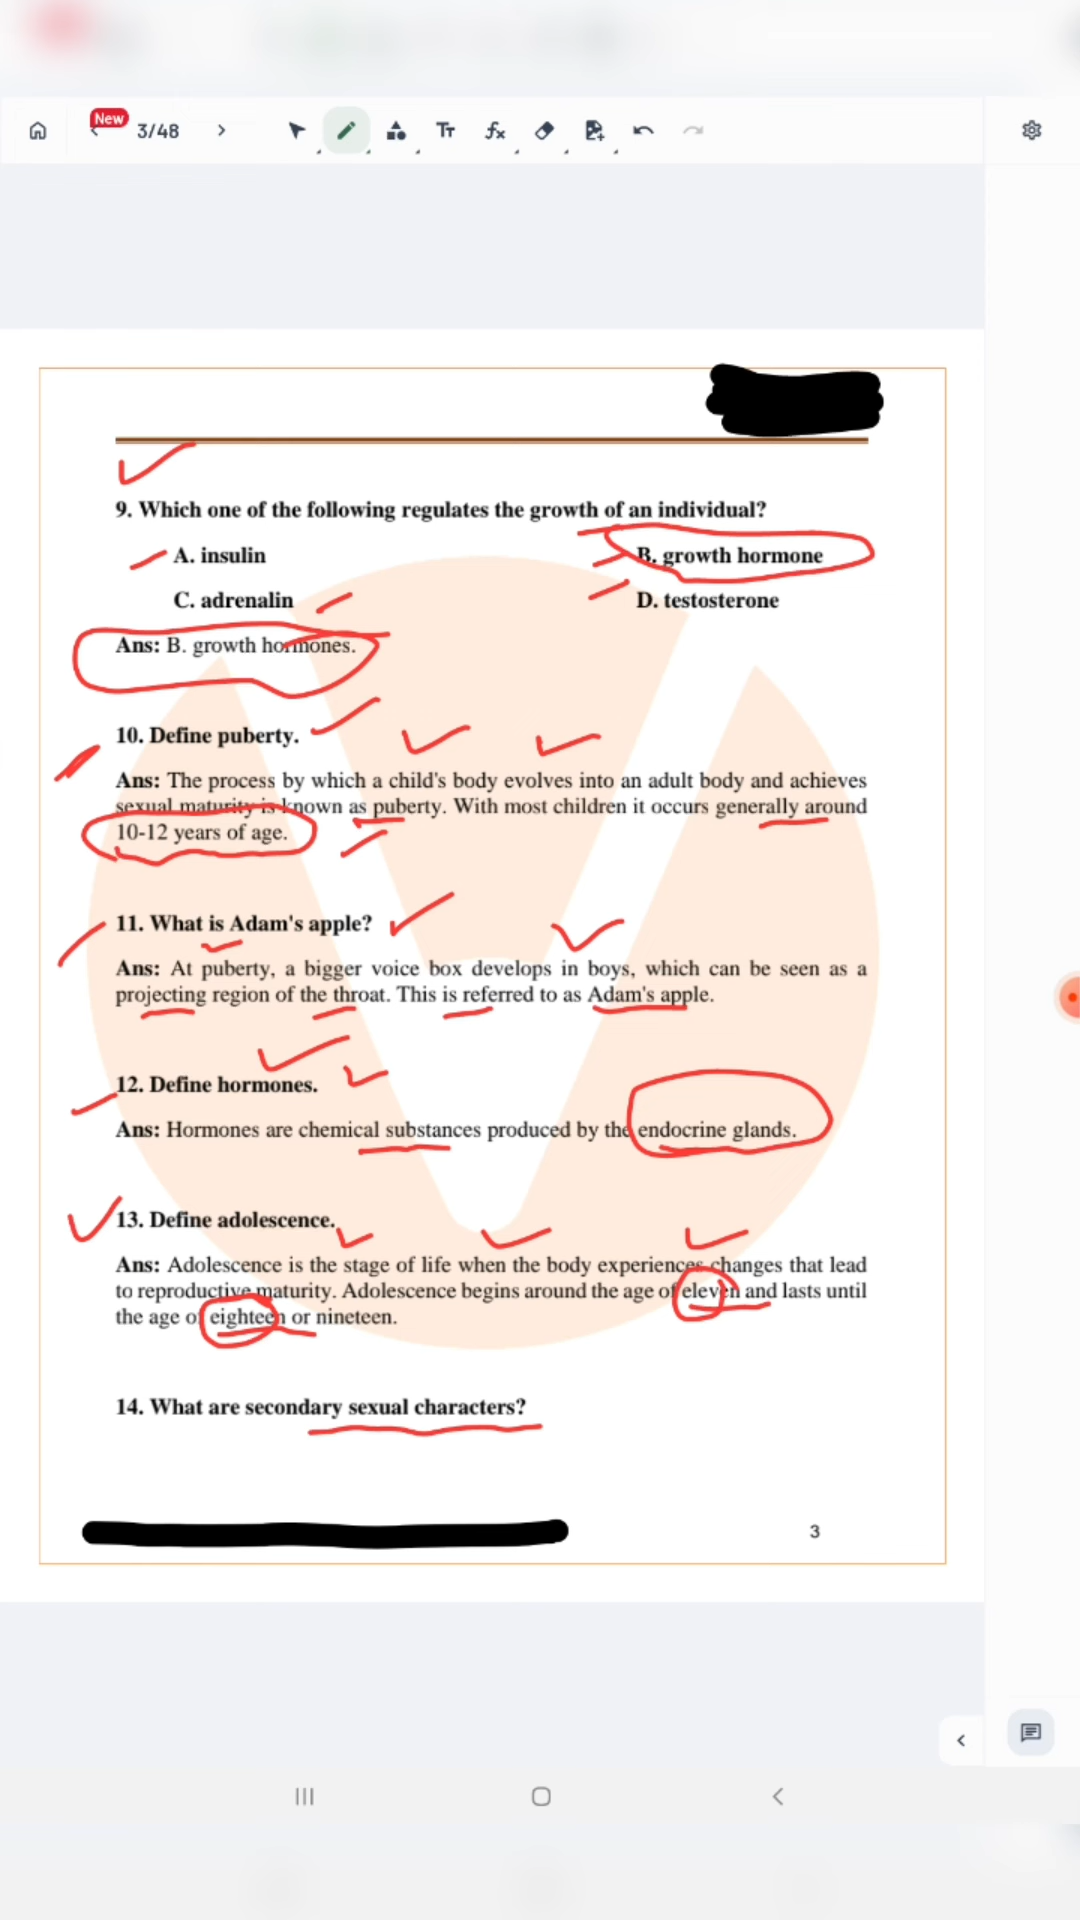 New
3/48
9. Which one of the following regulates the growth of an individual?
A. insulin
B. growth hormone
C. adrenalin
D. testosterone
Ans: B. growth hormones.
10. Define puberty.
Ans: The process by which a child's body evolves into an adult body and achieves
sexual maturity is known as puberty. With most children it occurs generally around
10-12 years of age.
11. What is Adam's apple?
Ans: At puberty, a bigger voice box develops in boys, which can be seen as a
projecting region of the throat. This is referred to as Adam's apple.
12. Define hormones.
Ans: Hormones are chemical substances produced by the endocrine glands.
13. Define adolescence.
Ans: Adolescence is the stage of life when the body experiences changes that lead
to reproductive maturity. Adolescence begins around the age of eleven and lasts until
the age of eighteen or nineteen.
14. What are secondary sexual characters?
3